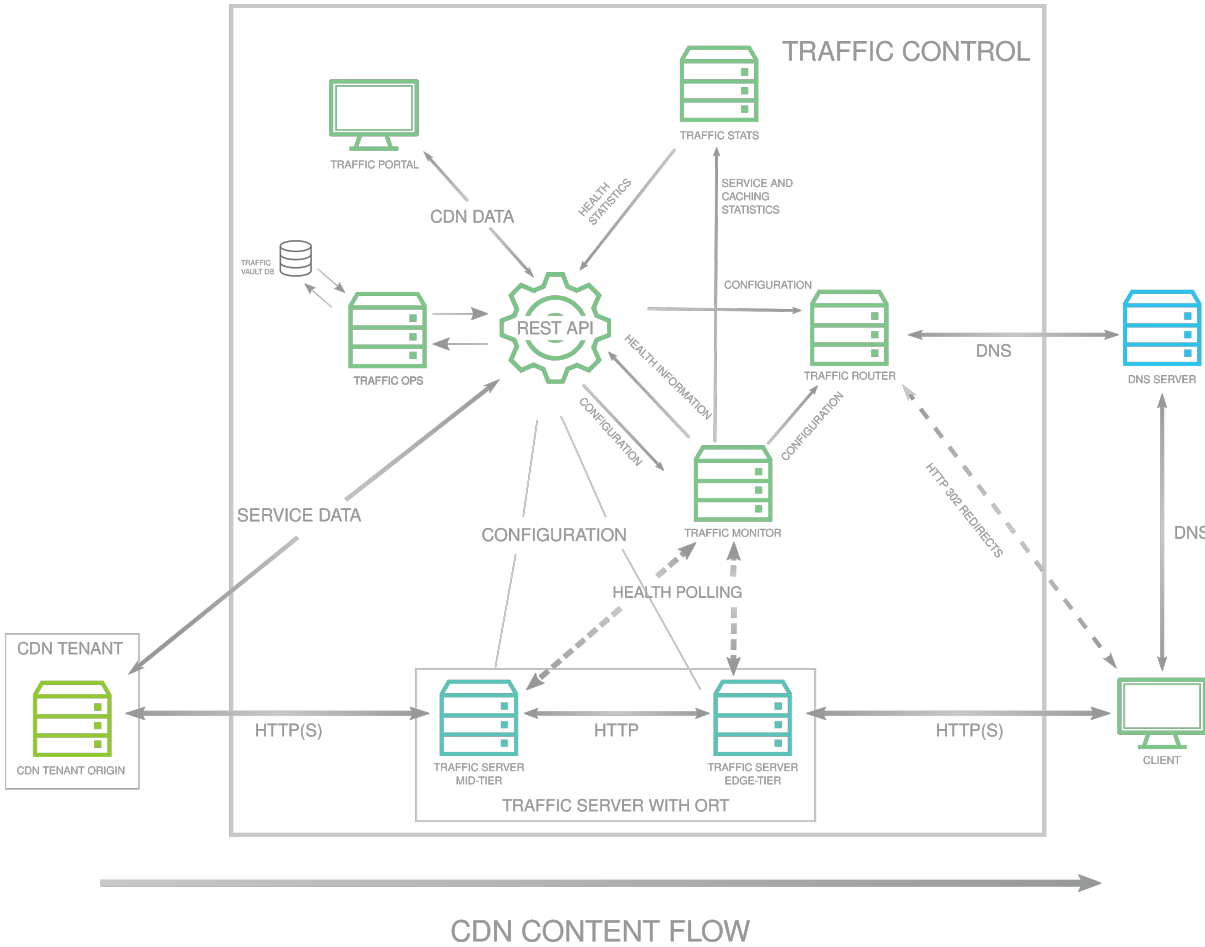 TRAFFIC CONTROL
TRAFFIC STATS
TRAFFIC PORTAL
HEALTH
STATISTICS
SERVICE AND
CACHING
STATISTICS
CDN DATA
TRAFFIC
VAULT DB
CONFIGURATION
REST API
TRAFFIC OPS
HEALTH INFORMATION
TRAFFIC ROUTER
DNS
DNS SERVER
CONFIGURATION
CONFIGURATION
HTTP 302 REDIRECTS
SERVICE DATA
CONFIGURATION
TRAFFIC MONITOR
DNS
HEALTH POLLING
CDN TENANT
CDN TENANT ORIGIN
HTTP(S)
HTTP
HTTP(S)
TRAFFIC SERVER
MID-TIER
TRAFFIC SERVER
EDGE-TIER
CLIENT
TRAFFIC SERVER WITH ORT
CDN CONTENT FLOW